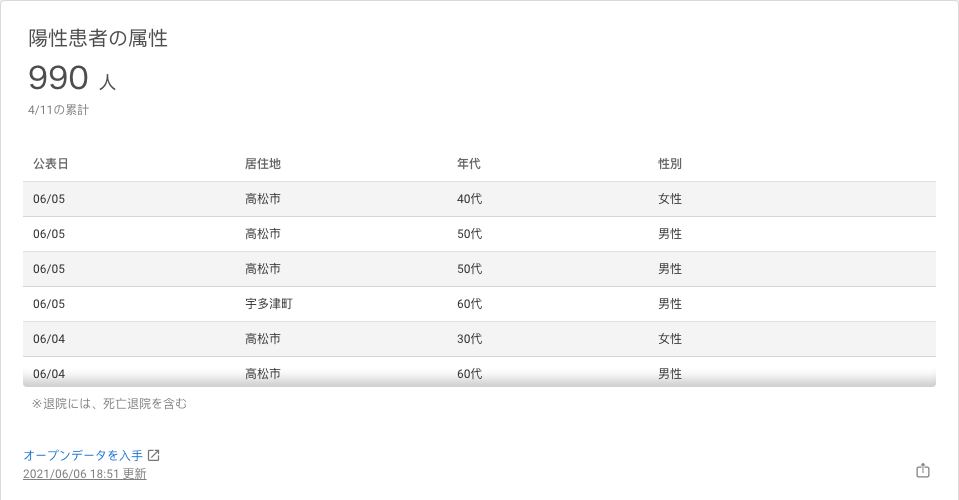 陽性患者の属性
990 人
4/11の累計
公表日 居住地 年代 性別
06/05 高松市 40代 女性
06/05 高松市 50代 男性
06/05 高松市 50代 男性
06/05 宇多津町 60代 男性
06/04 高松市 30代 女性
06/04 高松市 60代 男性
※退院には、死亡退院を含む
オープンデータを入手
2021/06/06 18:51 更新